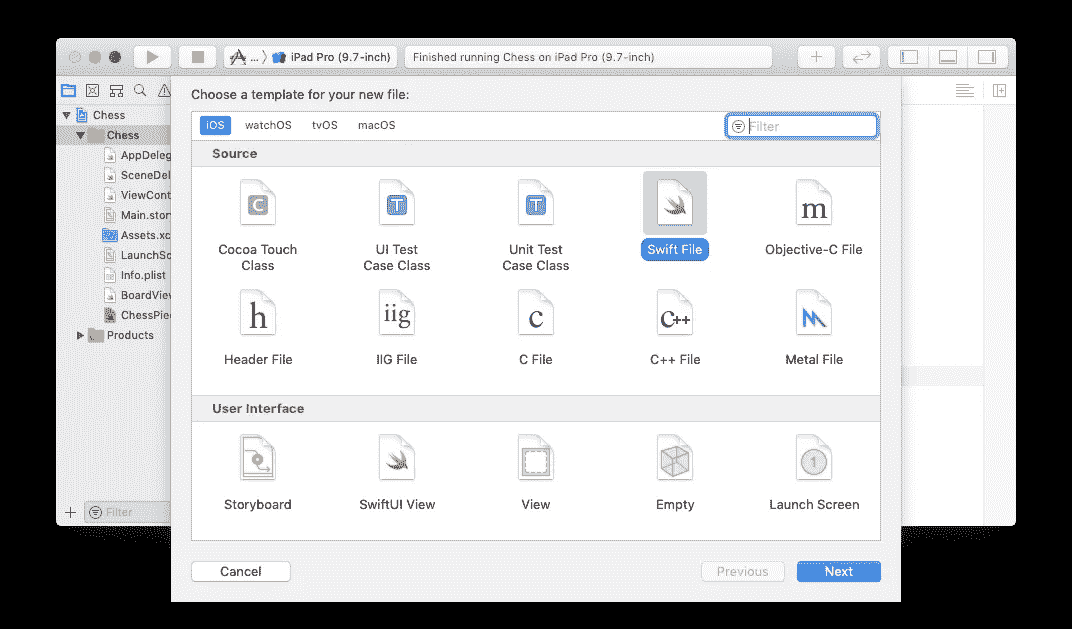 ... iPad Pro (9.7-inch)
Finished running Chess on iPad Pro (9.7-inch)
Choose a template for your new file:
iOS watchOS tvOS macOS
Filter
Source
C T T
Cocoa Touch
Class
UI Test
Case Class
Unit Test
Case Class
Swift File
m
Objective-C File
h
Header File
iig
IIG File
c
C File
c++
C++ File
Metal File
User Interface
Storyboard
SwiftUI View
View
Empty
1
Launch Screen
Cancel
Previous
Next
Chess
Chess
AppDeleg
SceneDel
ViewCont
Main.stor
Assets.xc
LaunchSc
Info.plist
BoardView
ChessPie
Products
Filter